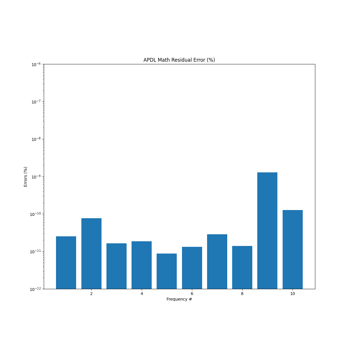 APDL Math Residual Error (%)
10⁻⁶
10⁻⁷
10⁻⁸
10⁻⁹
10⁻¹⁰
10⁻¹¹
10⁻¹²
Errors (%)
2 4 6 8 10
Frequency #